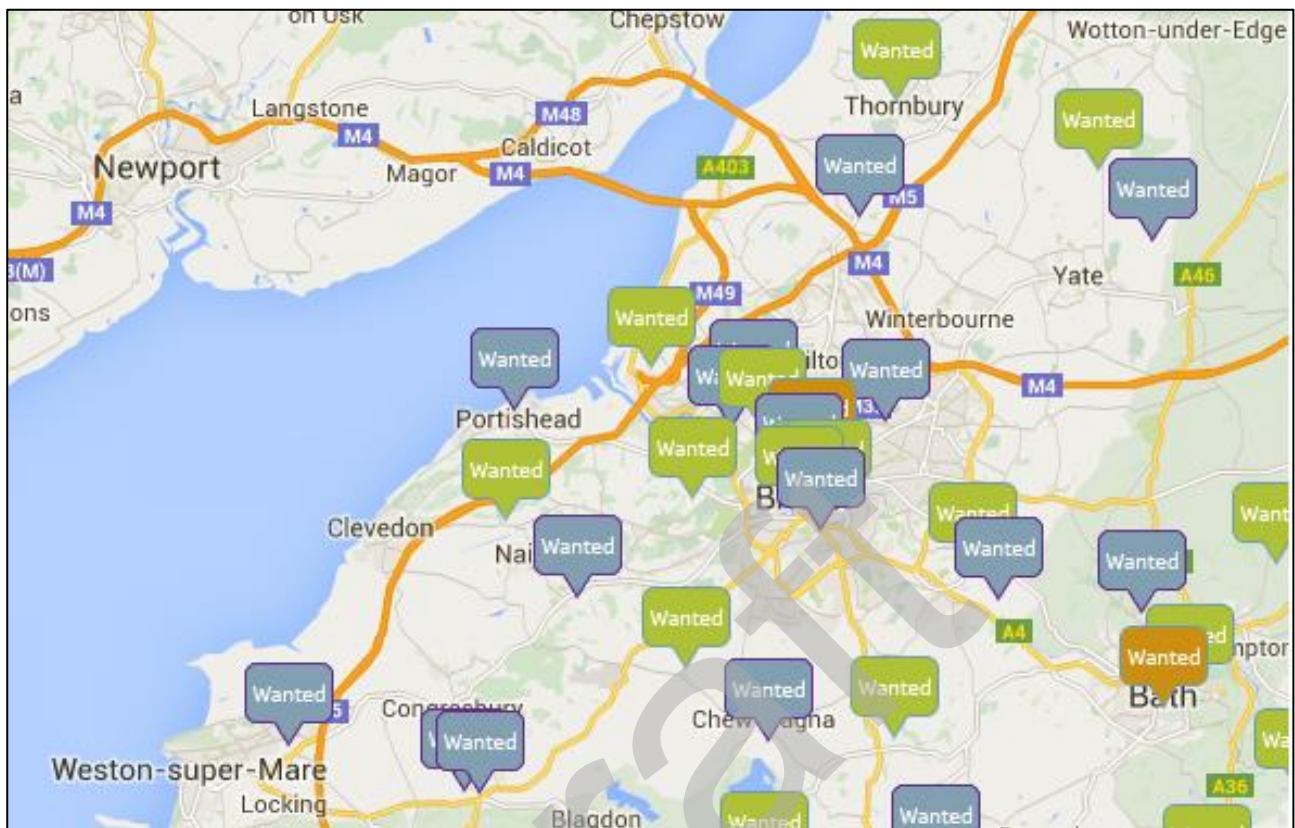 on Usk
Chepstow
Wotton-under-Edge
Wanted
Thornbury
Langstone
M48
Wanted
M4
Caldicot
Newport
Magor
M4
A403
Wanted
M5
Wanted
M4
M4
3(M)
Yate
A46
ons
M49
Wanted
Winterbourne
Wanted
Wanted
Wanted
M4
Portishead
Wanted
Wanted
Wanted
Clevedon
Wanted
Wanted
Wanted
Wanted
Wanted
Wanted
A4
Wanted
Wanted
Wanted
Wanted
Wanted
Bath
5
Wanted
Weston-super-Mare
Locking
A36
Blagdon
Wanted
Wanted